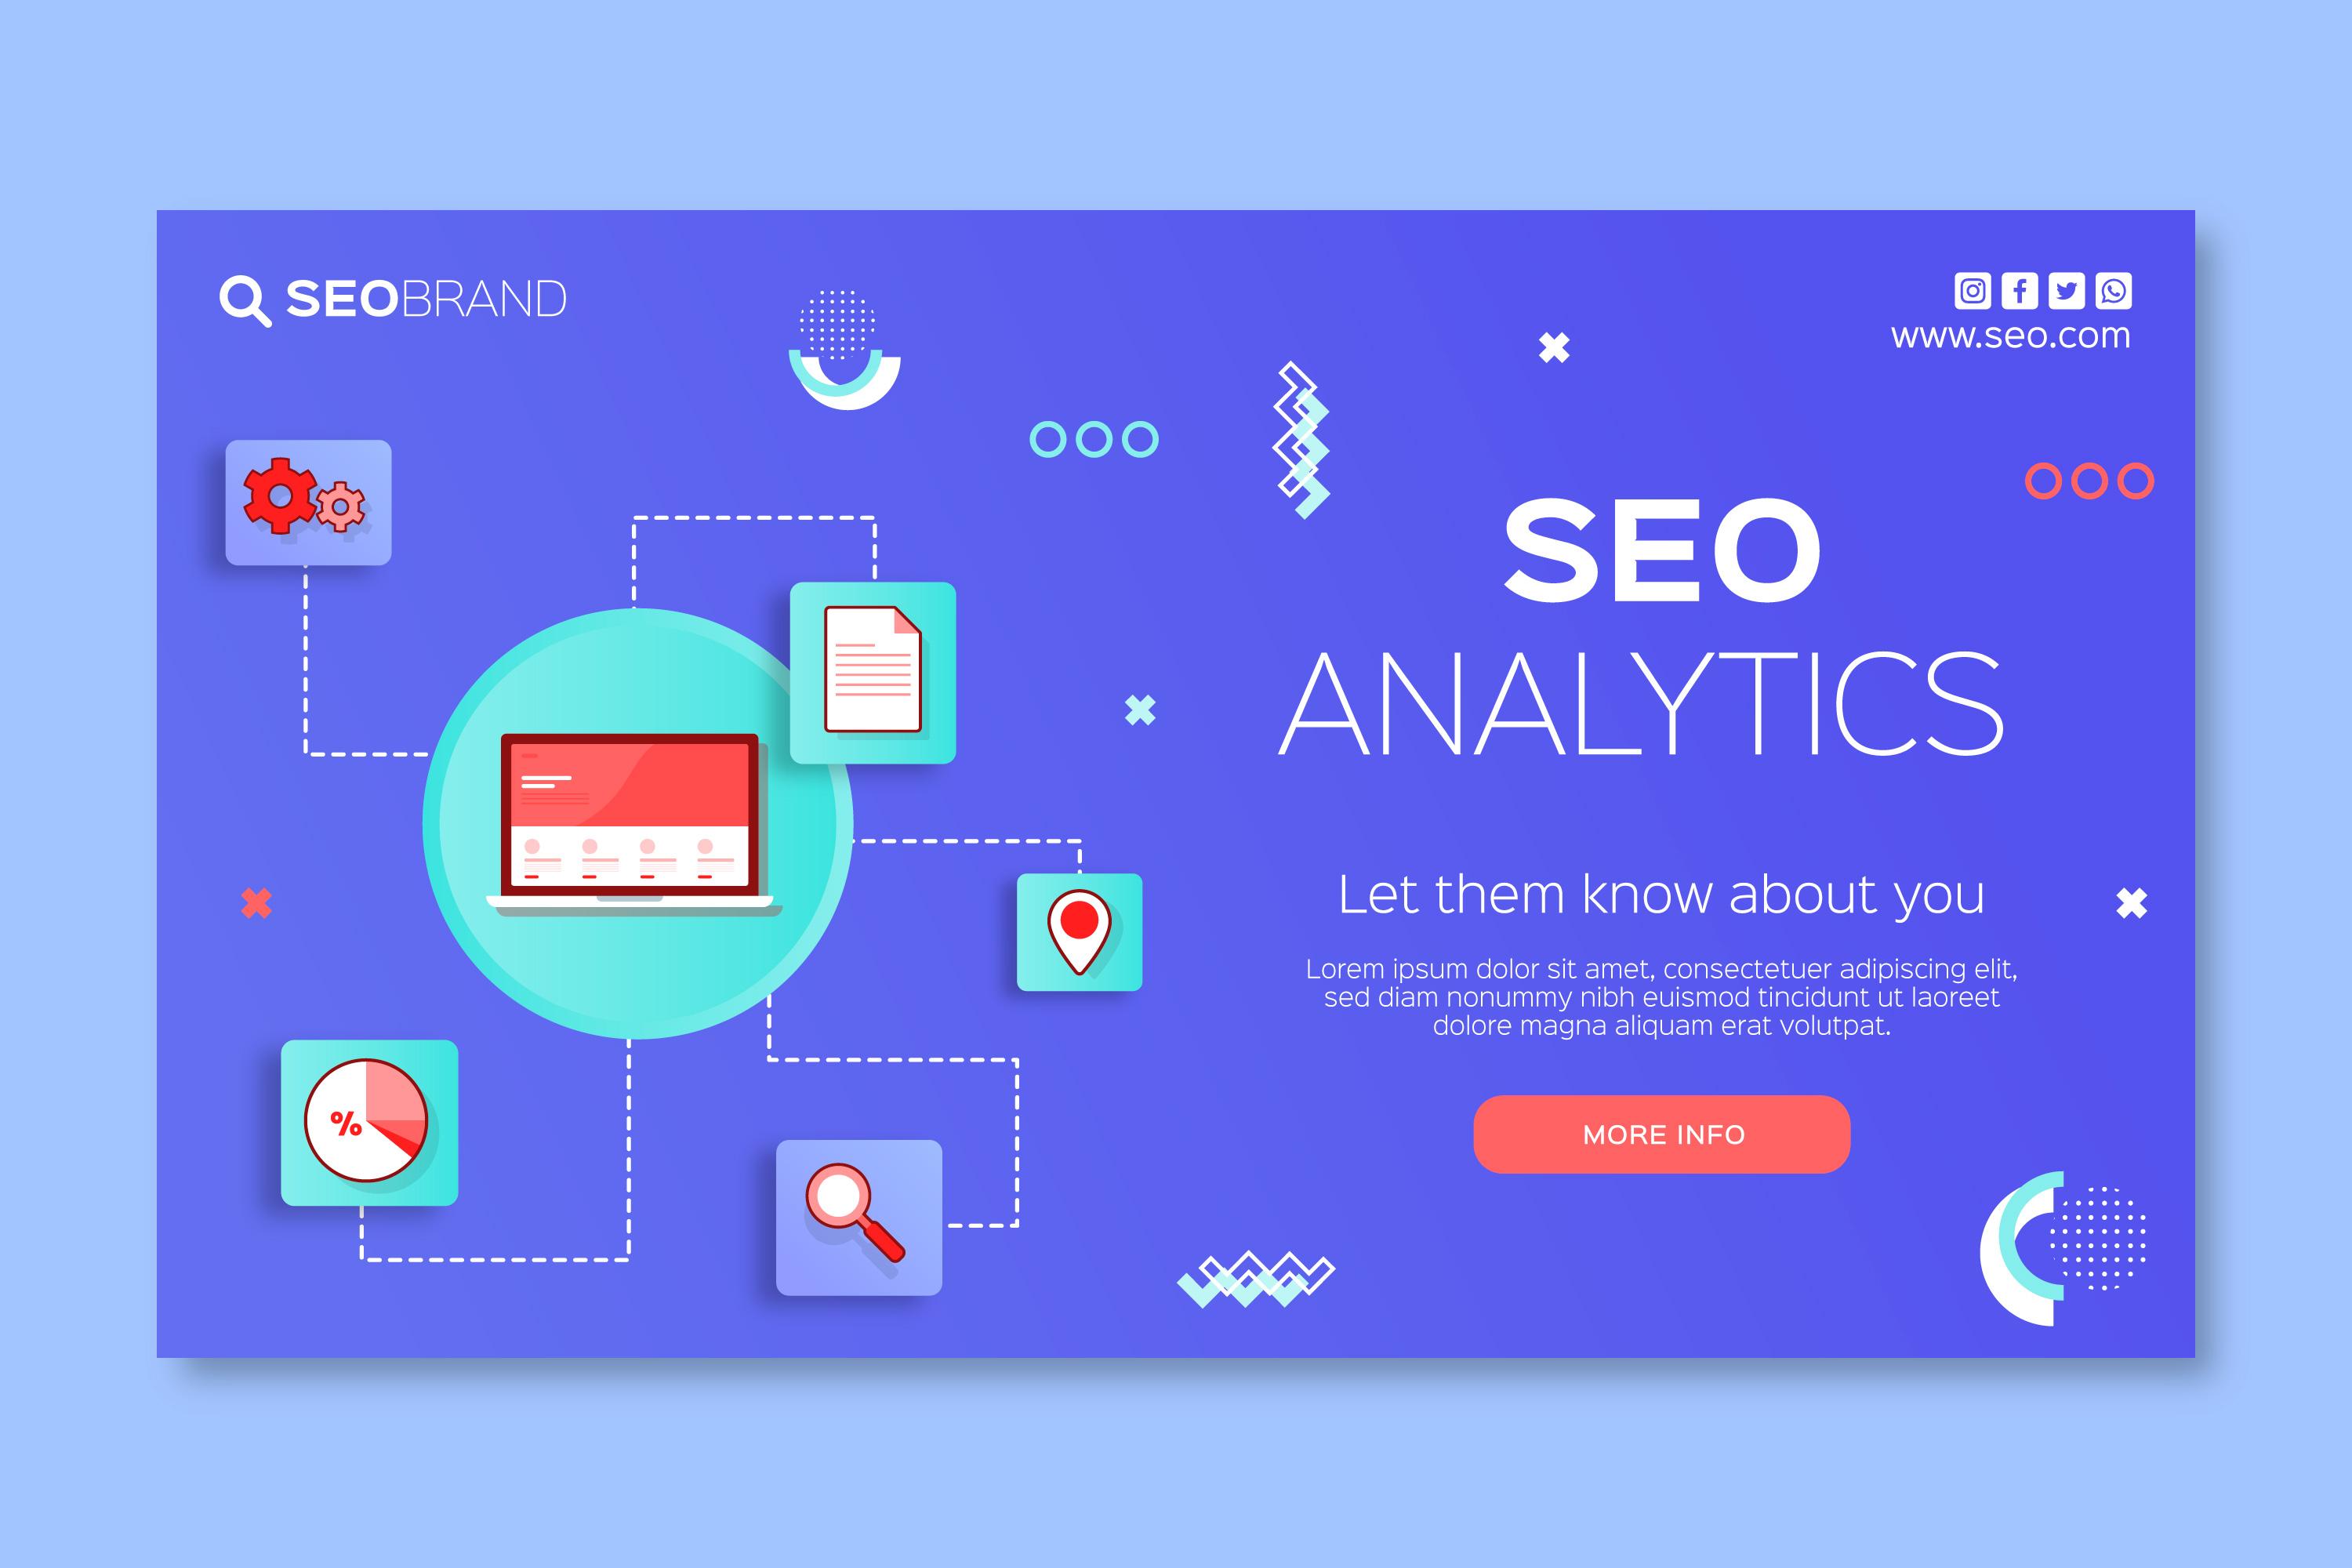 SEOBRAND
www.seo.com
SEO
ANALYTICS
Let them know about you
Lorem ipsum dolor sit amet, consectetuer adipiscing elit,
sed diam nonummy nibh euismod tincidunt ut laoreet
dolore magna aliquam erat volutpat.
MORE INFO
%